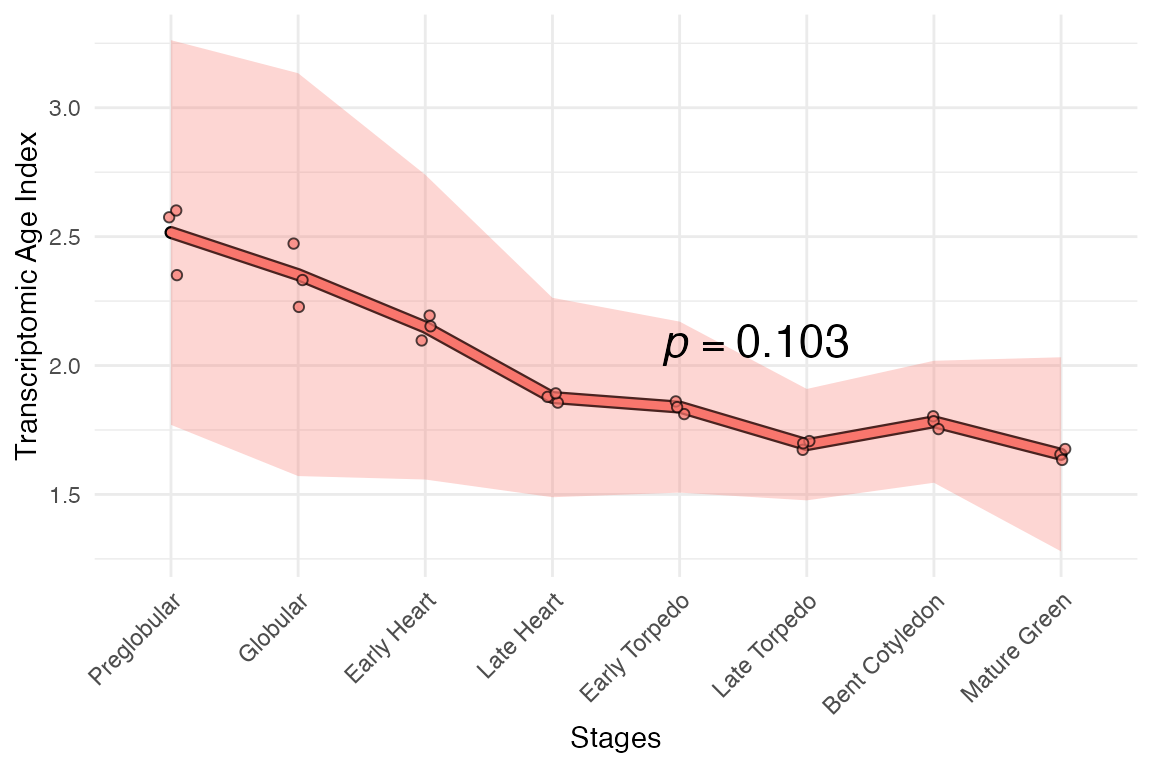 Transcriptomic Age Index
3.0
2.5
2.0
1.5
p = 0.103
Preglobular
Globular
Early Heart
Late Heart
Early Torpedo
Late Torpedo
Bent Cotyledon
Mature Green
Stages